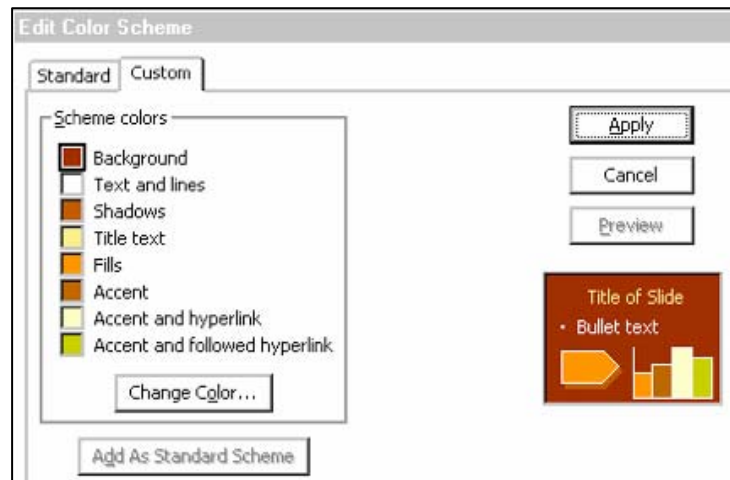 Edit Color Scheme
Standard
Custom
Scheme colors
Background
Text and lines
Shadows
Title text
Fills
Accent
Accent and hyperlink
Accent and followed hyperlink
Change Color...
Add As Standard Scheme
Apply
Cancel
Preview
Title of Slide
• Bullet text